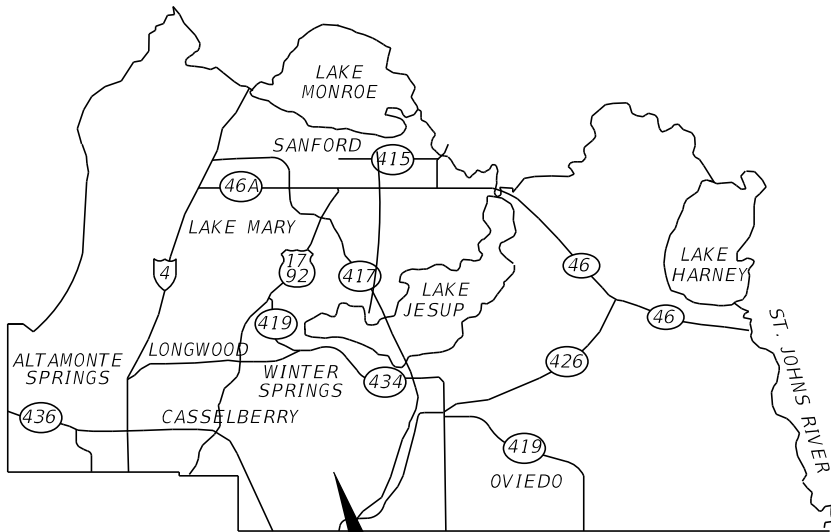 LAKE
MONROE
SANFORD
415
46A
LAKE MARY
4
17
92
417
46
LAKE
HARNEY
LAKE
JESUP
46
419
ST. JOHNS RIVER
LONGWOOD
ALTAMONTE
SPRINGS
WINTER
SPRINGS
434
426
436
CASSELBERRY
419
OVIEDO